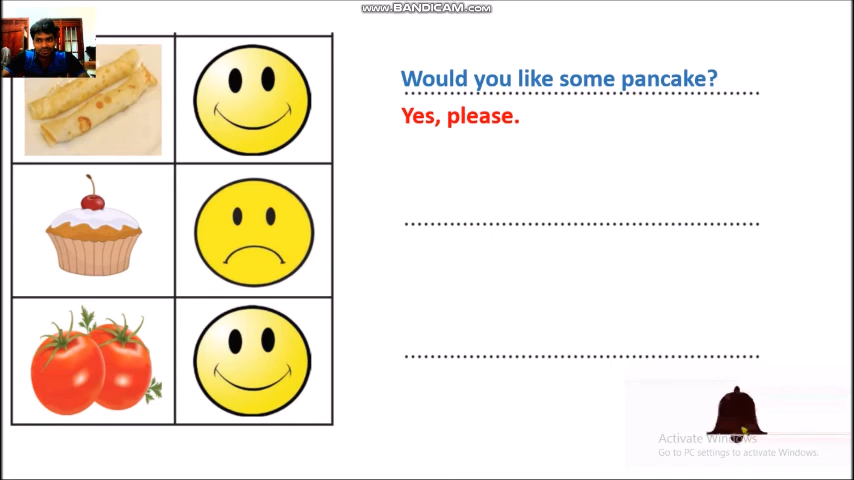 WWW.BANDICAM.COM
Would you like some pancake?
Yes, please.
Activate Windows
Go to PC settings to activate Windows.